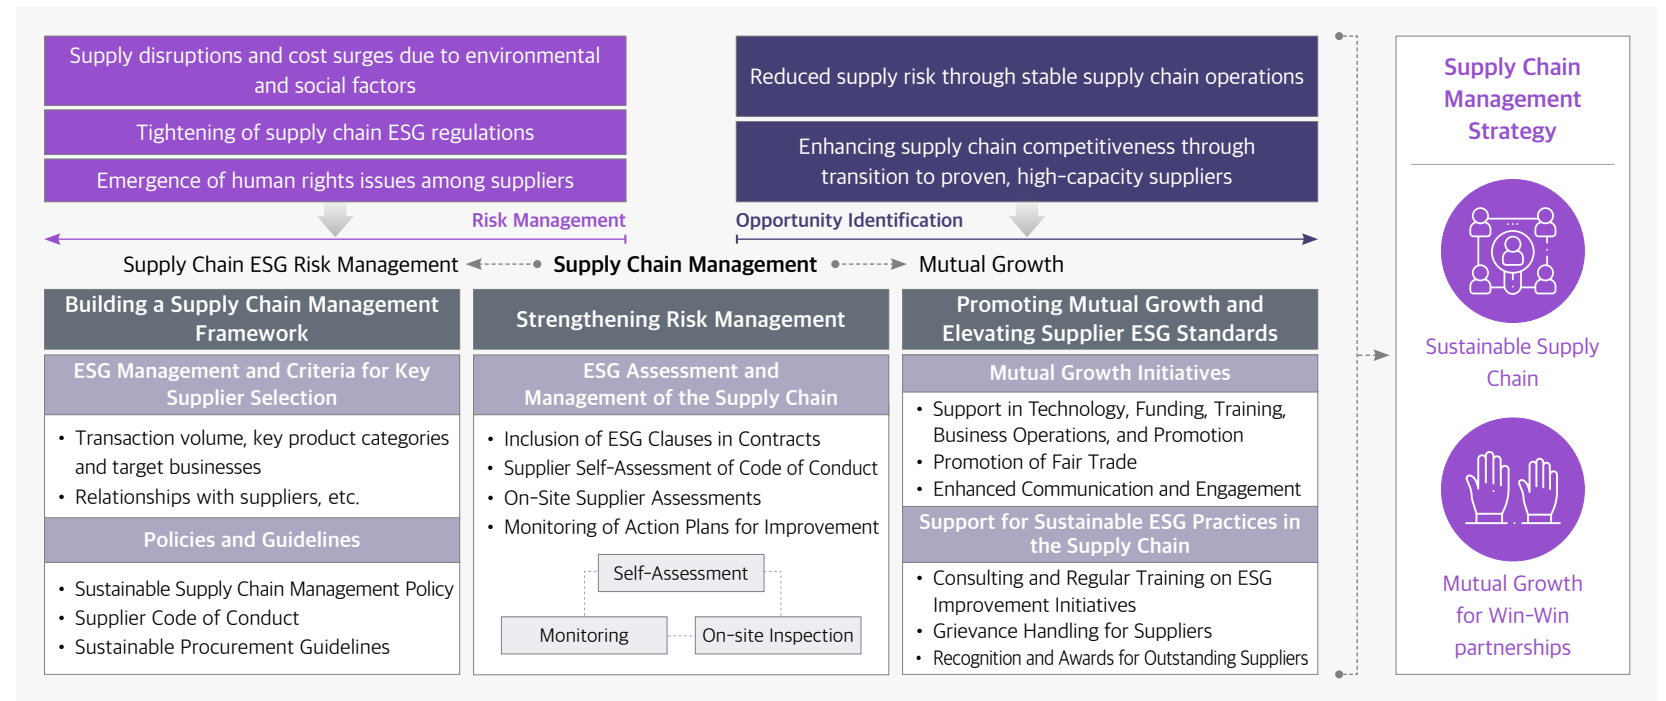 Supply disruptions and cost surges due to environmental
and social factors
Tightening of supply chain ESG regulations
Emergence of human rights issues among suppliers
Risk Management
Reduced supply risk through stable supply chain operations
Enhancing supply chain competitiveness through
transition to proven, high-capacity suppliers
Opportunity Identification
Supply Chain ESG Risk Management
Supply Chain Management
Mutual Growth
Building a Supply Chain Management
Framework
ESG Management and Criteria for Key
Supplier Selection
• Transaction volume, key product categories
and target businesses
• Relationships with suppliers, etc.
Policies and Guidelines
• Sustainable Supply Chain Management Policy
• Supplier Code of Conduct
• Sustainable Procurement Guidelines
Strengthening Risk Management
ESG Assessment and
Management of the Supply Chain
• Inclusion of ESG Clauses in Contracts
• Supplier Self-Assessment of Code of Conduct
• On-Site Supplier Assessments
• Monitoring of Action Plans for Improvement
Self-Assessment
Monitoring
On-site Inspection
Promoting Mutual Growth and
Elevating Supplier ESG Standards
Mutual Growth Initiatives
• Support in Technology, Funding, Training,
Business Operations, and Promotion
• Promotion of Fair Trade
• Enhanced Communication and Engagement
Support for Sustainable ESG Practices in
the Supply Chain
• Consulting and Regular Training on ESG
Improvement Initiatives
• Grievance Handling for Suppliers
• Recognition and Awards for Outstanding Suppliers
Supply Chain
Management
Strategy
Sustainable Supply
Chain
Mutual Growth
for Win-Win
partnerships